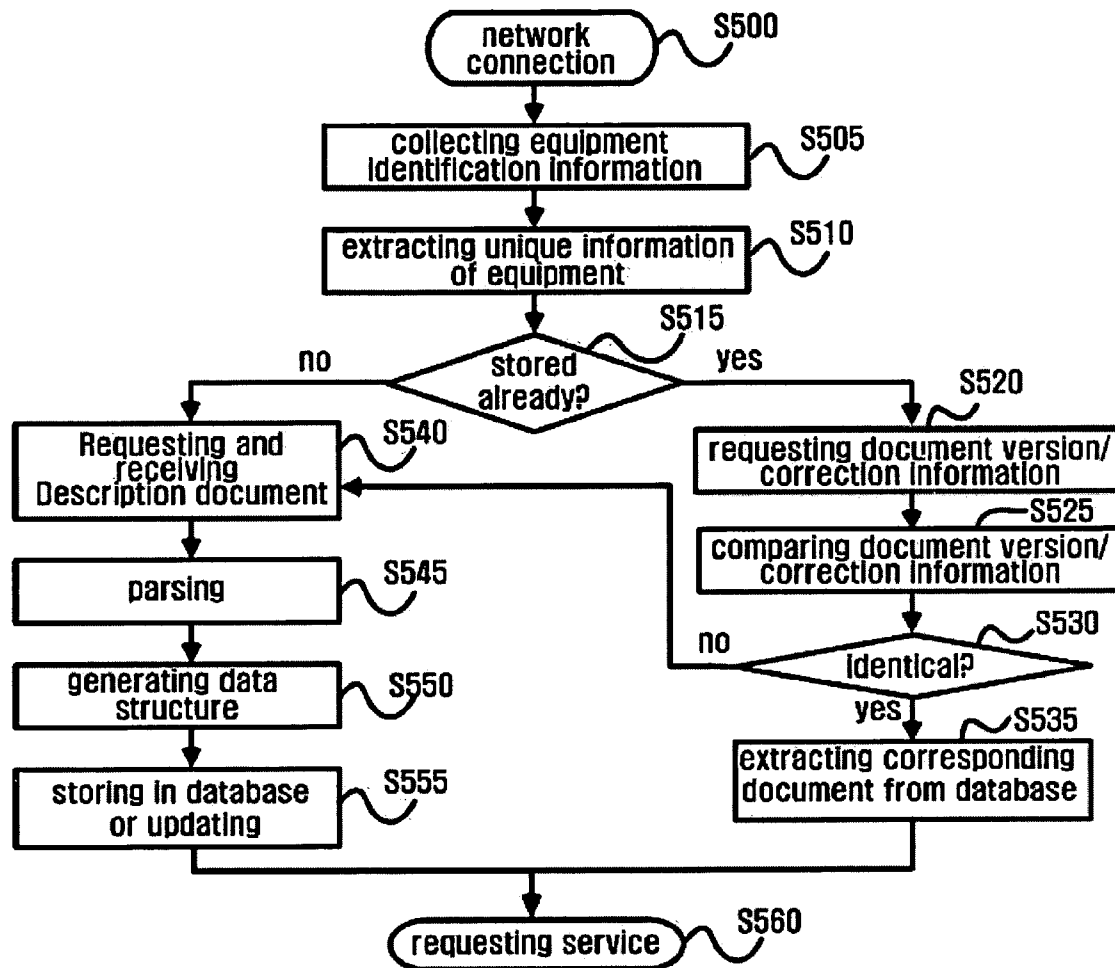 network
connection
S500
collecting equipment
identification information
S505
extracting unique information
of equipment
S510
S515
no
stored
already?
yes
S520
Requesting and
receiving
Description document
S540
requesting document version/
correction information
S525
comparing document version/
correction information
parsing
S545
S530
no
identical?
yes
generating data
structure
S550
S535
extracting corresponding
document from database
storing in database
or updating
S555
requesting service
S560